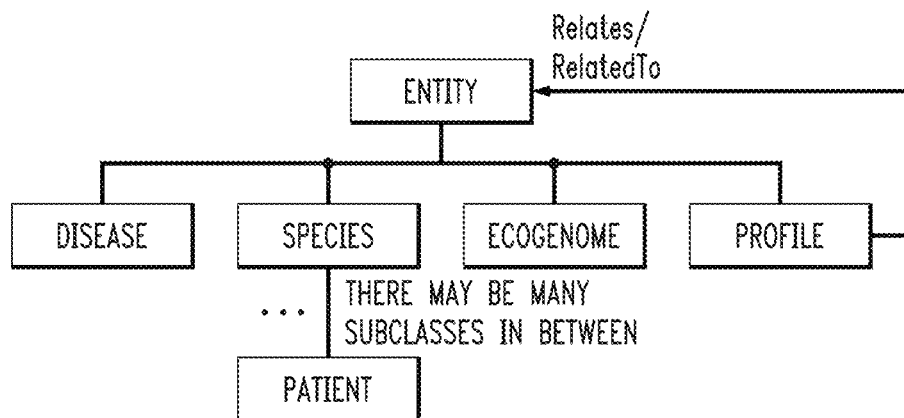 Relates/
RelatedTo
ENTITY
DISEASE
SPECIES
ECOGENOME
PROFILE
...
THERE MAY BE MANY
SUBCLASSES IN BETWEEN
PATIENT